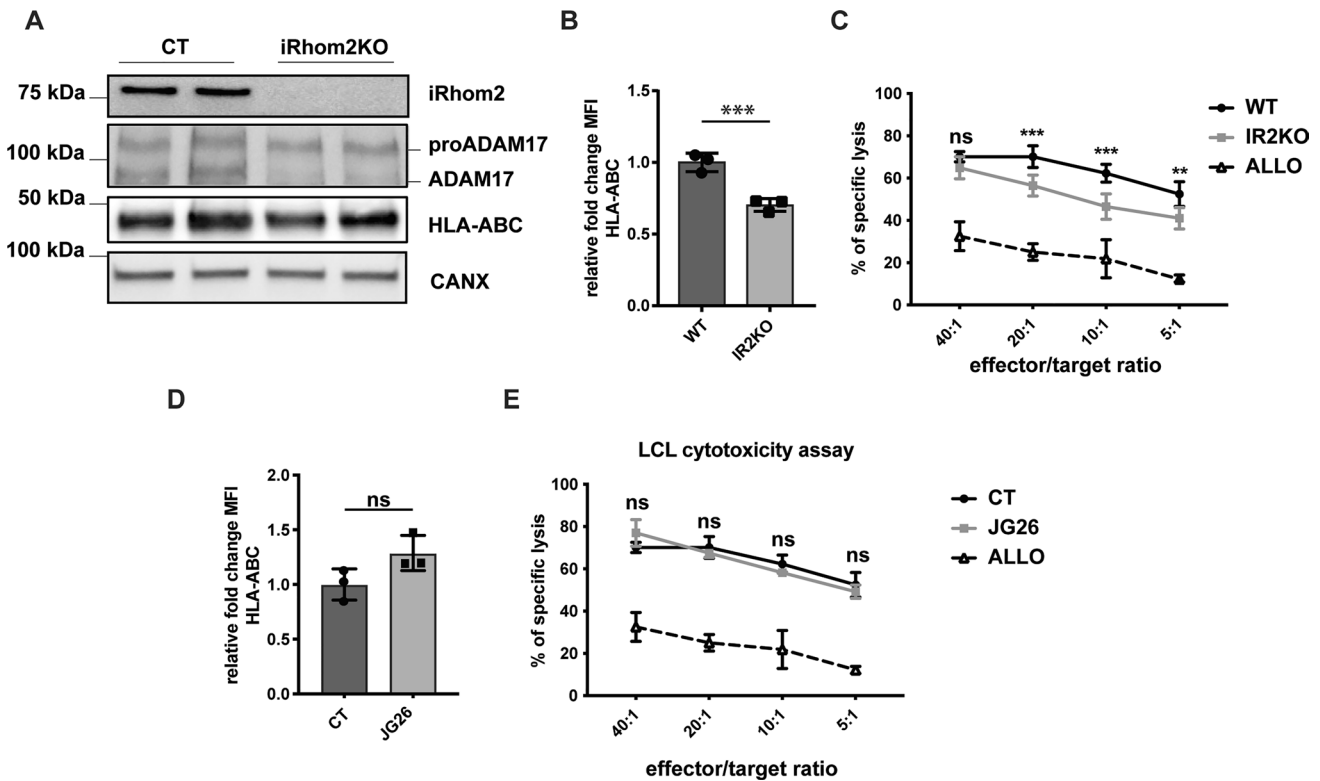 A
CT
iRhom2KO
75 kDa
iRhom2
100 kDa
proADAM17
ADAM17
50 kDa
HLA-ABC
100 kDa
CANX
B
relative fold change MFI
HLA-ABC
1.5
1.0
0.5
0.0
***
WT
IR2KO
C
% of specific lysis
100
80
60
40
20
0
ns
***
***
**
40:1
20:1
10:1
5:1
effector/target ratio
WT
IR2KO
ALLO
D
relative fold change MFI
HLA-ABC
2.0
1.5
1.0
0.5
0.0
ns
CT
JG26
E
LCL cytotoxicity assay
% of specific lysis
100
80
60
40
20
0
ns
ns
ns
ns
40:1
20:1
10:1
5:1
effector/target ratio
CT
JG26
ALLO